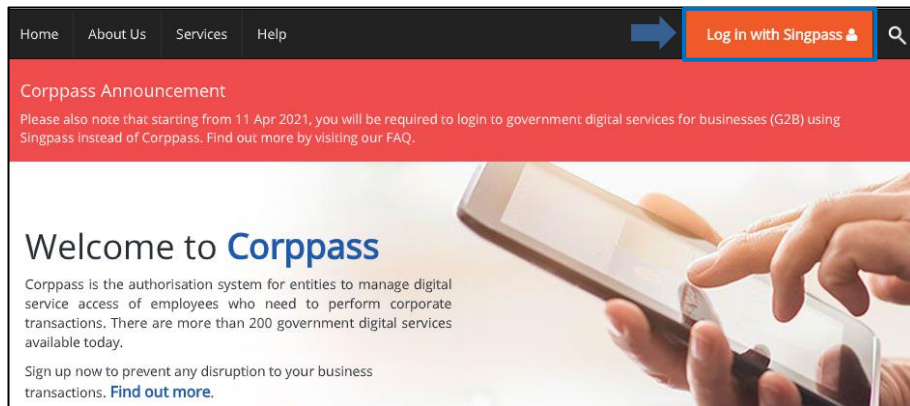 Home About Us Services Help Log in with Singpass
Corppass Announcement
Please also note that starting from 11 Apr 2021, you will be required to login to government digital services for businesses (G2B) using
Singpass instead of Corppass. Find out more by visiting our FAQ.
Welcome to Corppass
Corppass is the authorisation system for entities to manage digital
service access of employees who need to perform corporate
transactions. There are more than 200 government digital services
available today.
Sign up now to prevent any disruption to your business
transactions. Find out more.